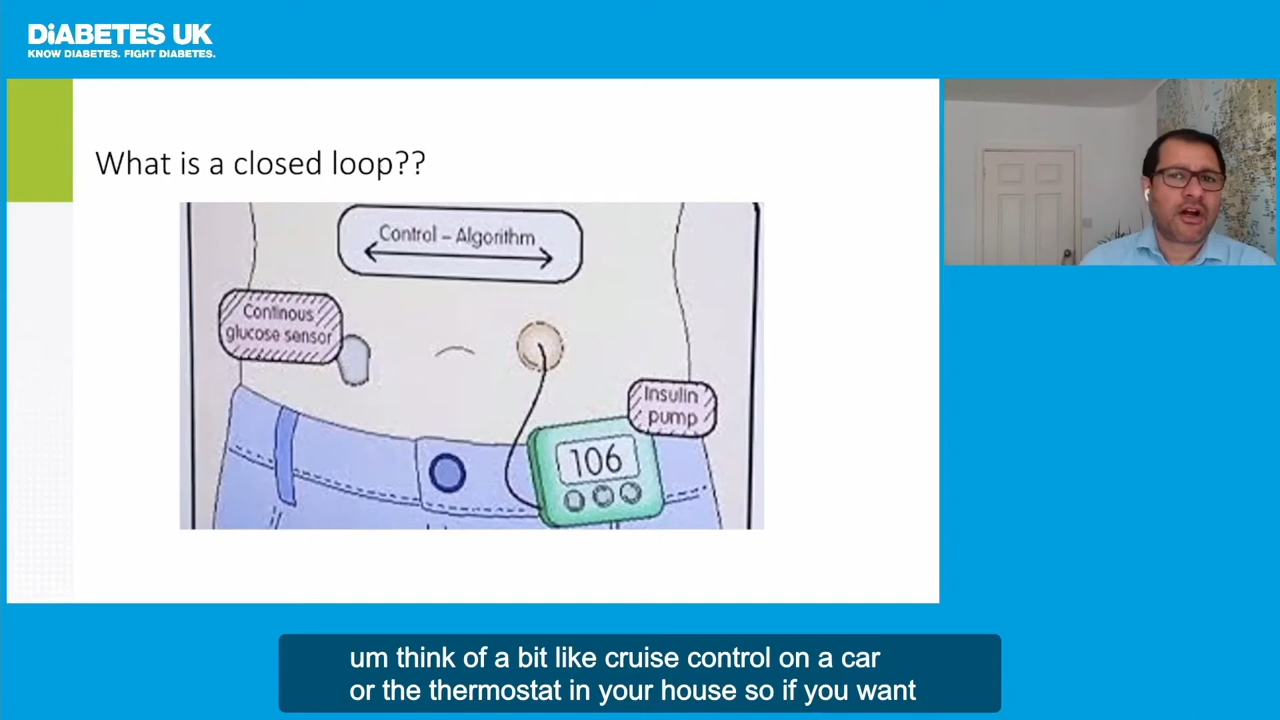 DiABETES UK
KNOW DIABETES. FIGHT DIABETES.
What is a closed loop??
Control – Algorithm
Continous
glucose sensor
Insulin
pump
106
um think of a bit like cruise control on a car
or the thermostat in your house so if you want